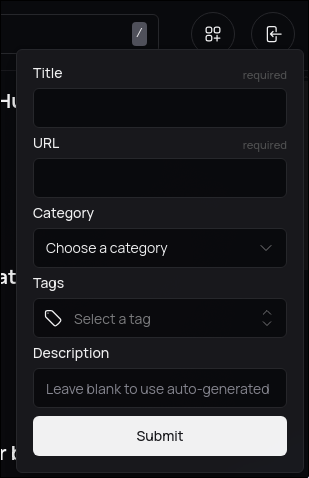 /
Hu
Title required
URL required
Category
Choose a category
at
Tags
Select a tag
Description
Leave blank to use auto-generated
Submit
r b